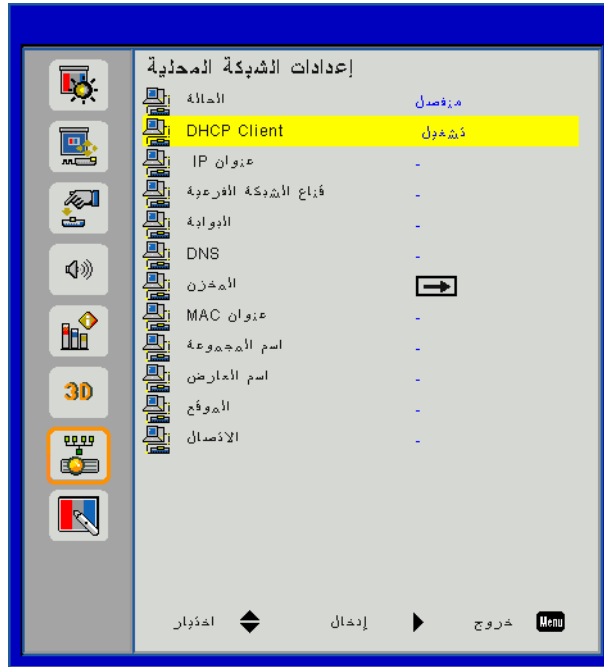 إعدادات الشبكة المحلية
الحالة منفصل
DHCP Client تشغيل
عنوان IP -
قناع الشبكة الفرعية -
البوابة -
DNS -
المخزن
عنوان MAC -
اسم المجموعة -
اسم العارض -
الموقع -
الاتصال -
3D
اختيار إدخال خروج Menu